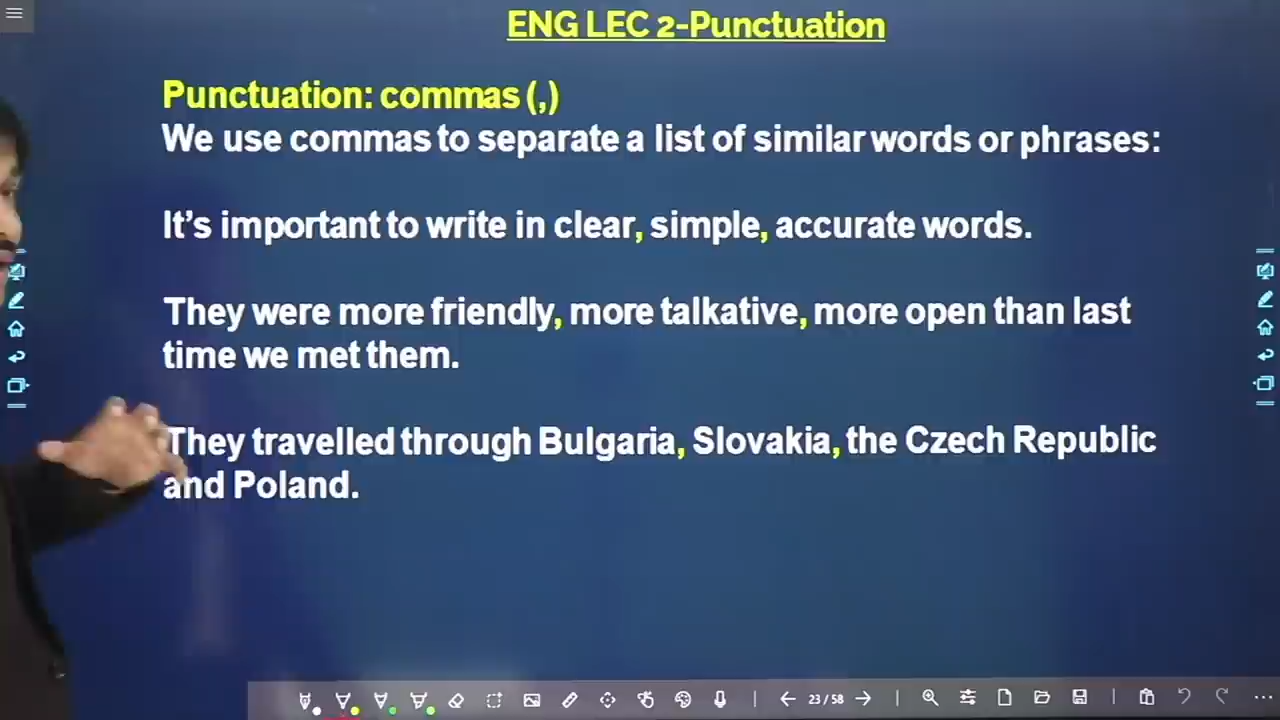 ENG LEC 2-Punctuation
Punctuation: commas (,)
We use commas to separate a list of similar words or phrases:
It’s important to write in clear, simple, accurate words.
They were more friendly, more talkative, more open than last
time we met them.
They travelled through Bulgaria, Slovakia, the Czech Republic
and Poland.
23 / 58